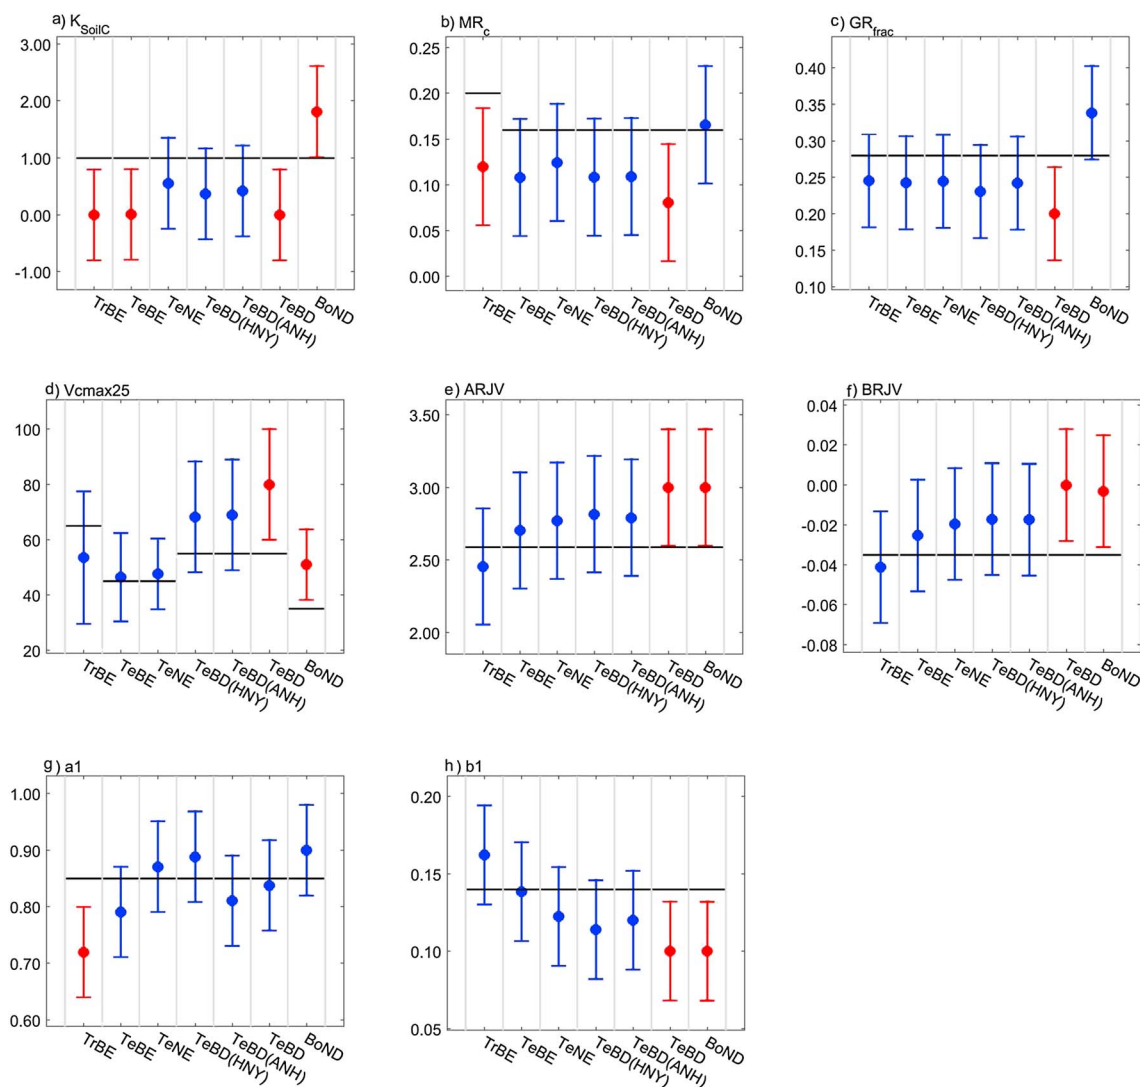 a) K_SoilC
3.00
2.00
1.00
0.00
-1.00
TrBE
TeBE
TeNE
TeBD(HNY)
TeBD(ANH)
TeBD
BoND
b) MR_c
0.25
0.20
0.15
0.10
0.05
0.00
TrBE
TeBE
TeNE
TeBD(HNY)
TeBD(ANH)
TeBD
BoND
c) GR_frac
0.40
0.35
0.30
0.25
0.20
0.15
0.10
TrBE
TeBE
TeNE
TeBD(HNY)
TeBD(ANH)
TeBD
BoND
d) Vcmax25
100
80
60
40
20
TrBE
TeBE
TeNE
TeBD(HNY)
TeBD(ANH)
TeBD
BoND
e) ARJV
3.50
3.00
2.50
2.00
TrBE
TeBE
TeNE
TeBD(HNY)
TeBD(ANH)
TeBD
BoND
f) BRJV
0.04
0.02
0.00
-0.02
-0.04
-0.06
-0.08
TrBE
TeBE
TeNE
TeBD(HNY)
TeBD(ANH)
TeBD
BoND
g) a1
1.00
0.90
0.80
0.70
0.60
TrBE
TeBE
TeNE
TeBD(HNY)
TeBD(ANH)
TeBD
BoND
h) b1
0.20
0.15
0.10
0.05
TrBE
TeBE
TeNE
TeBD(HNY)
TeBD(ANH)
TeBD
BoND